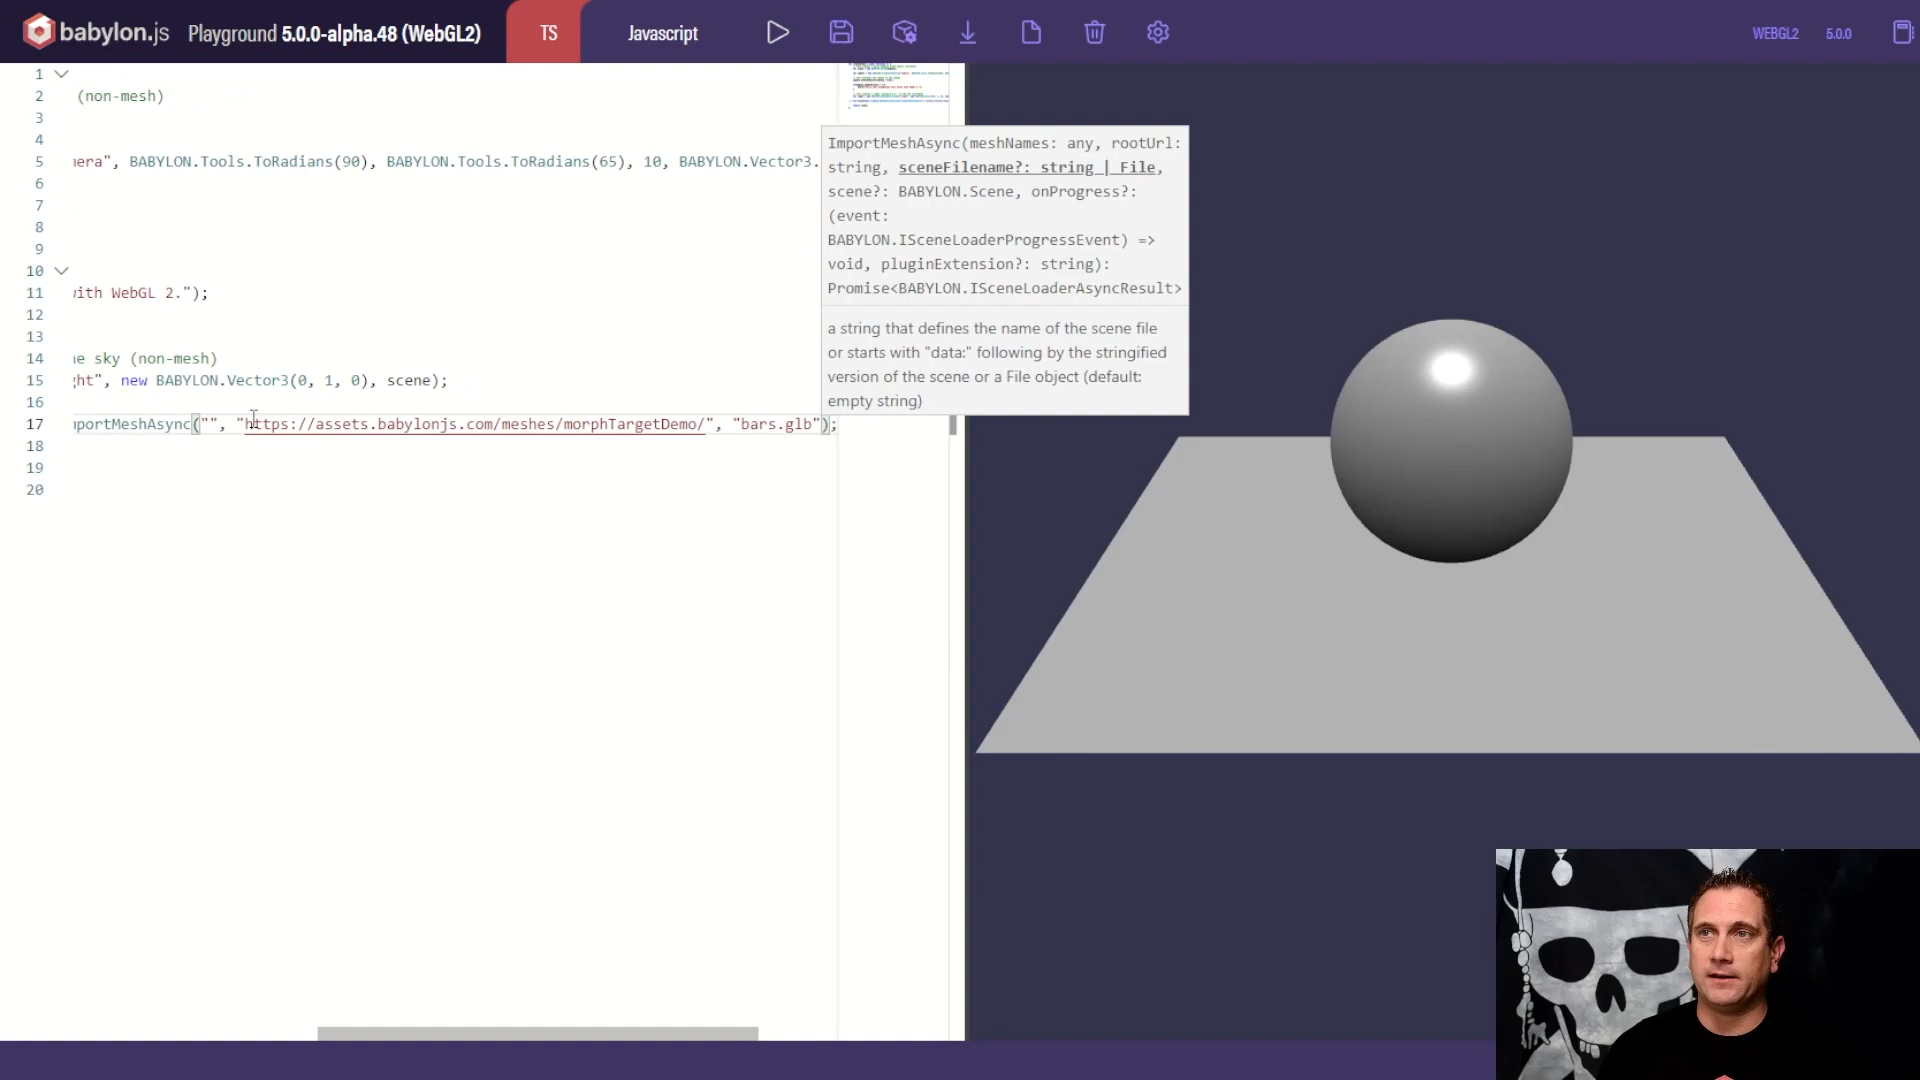 babylon.js Playground 5.0.0-alpha.48 (WebGL2) TS Javascript WEBGL2 5.0.0
1
2 (non-mesh)
3
4
5 era", BABYLON.Tools.ToRadians(90), BABYLON.Tools.ToRadians(65), 10, BABYLON.Vector3.
6
7
8
9
10
11 ith WebGL 2.");
12
13
14 e sky (non-mesh)
15 ht", new BABYLON.Vector3(0, 1, 0), scene);
16
17 portMeshAsync("", "https://assets.babylonjs.com/meshes/morphTargetDemo/", "bars.glb");
18
19
20
ImportMeshAsync(meshNames: any, rootUrl:
string, sceneFilename?: string | File,
scene?: BABYLON.Scene, onProgress?:
(event:
BABYLON.ISceneLoaderProgressEvent) =>
void, pluginExtension?: string):
Promise<BABYLON.ISceneLoaderAsyncResult>
a string that defines the name of the scene file
or starts with "data:" following by the stringified
version of the scene or a File object (default:
empty string)